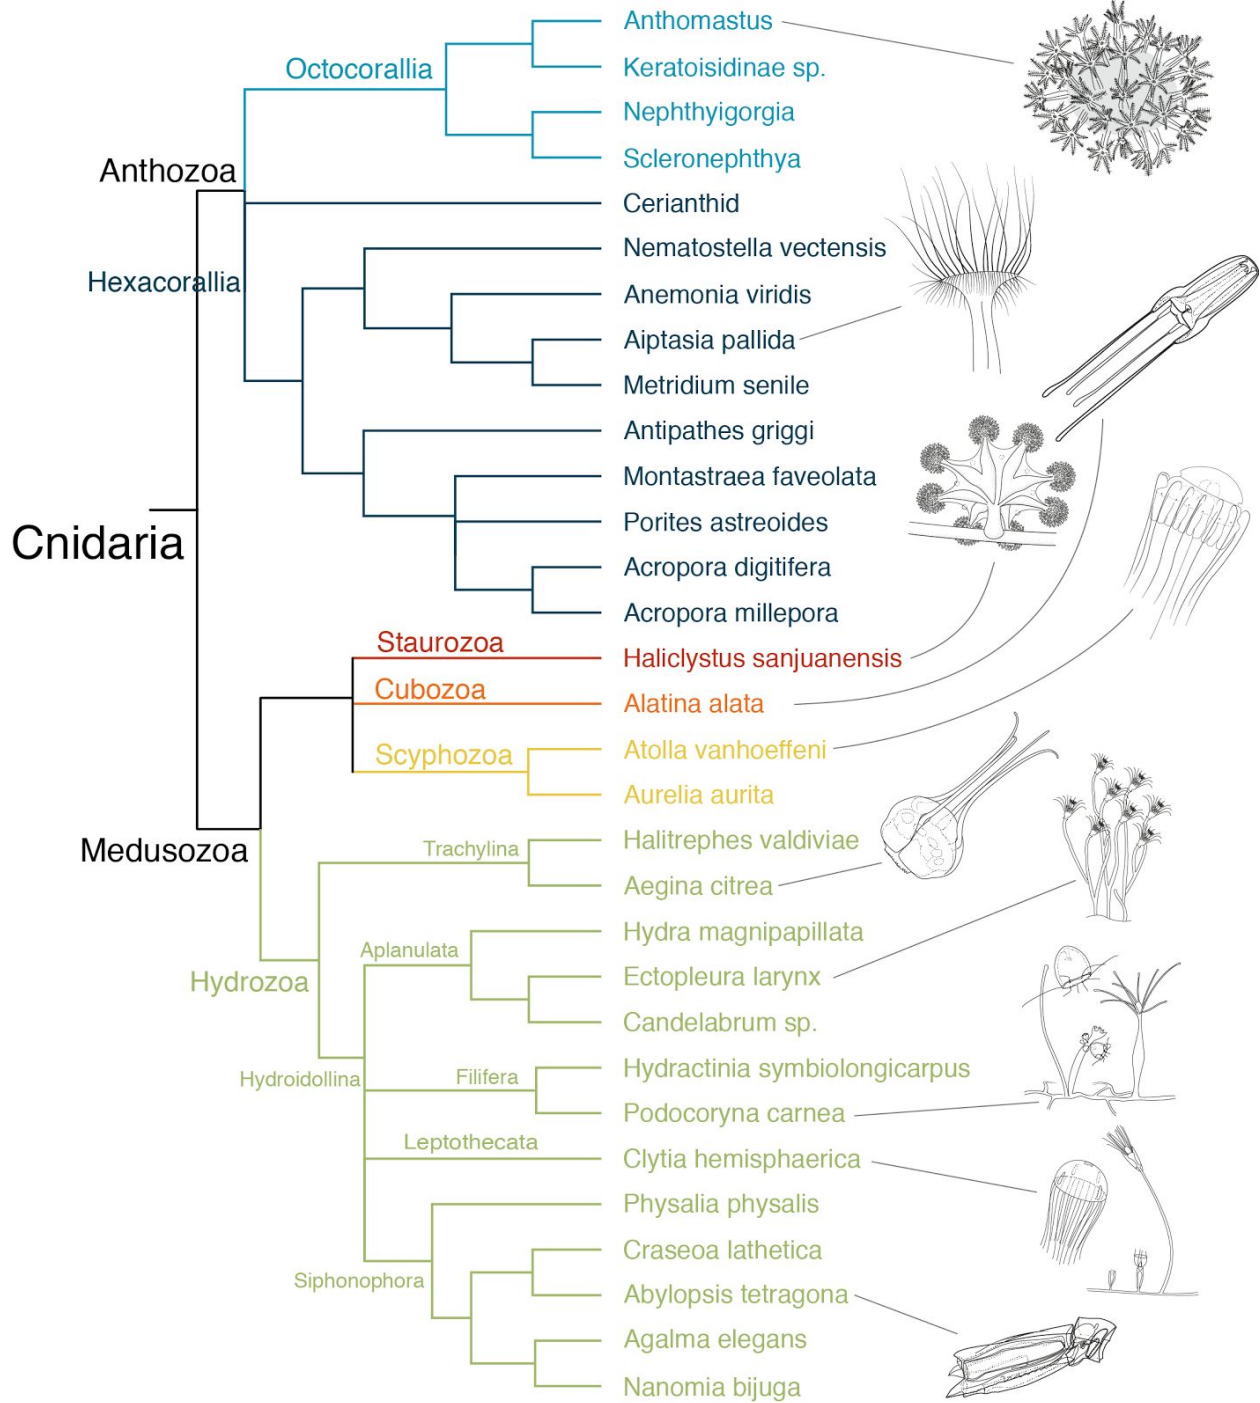 Anthomastus
Octocorallia
Keratoisidinae sp.
Nephthyigorgia
Scleronephthya
Anthozoa
Cerianthid
Nematostella vectensis
Hexacorallia
Anemonia viridis
Aiptasia pallida
Metridium senile
Antipathes griggi
Montastraea faveolata
Porites astreoides
Cnidaria
Acropora digitifera
Acropora millepora
Staurozoa
Haliclystus sanjuanensis
Cubozoa
Alatina alata
Scyphozoa
Atolla vanhoeffeni
Aurelia aurita
Medusozoa
Trachylina
Halitrephes valdiviae
Aegina citrea
Hydra magnipapillata
Aplanulata
Hydrozoa
Ectopleura larynx
Candelabrum sp.
Hydroidollina
Filifera
Hydractinia symbiolongicarpus
Podocoryna carnea
Leptothecata
Clytia hemisphaerica
Physalia physalis
Craseoa lathetica
Siphonophora
Abylopsis tetragona
Agalma elegans
Nanomia bijuga